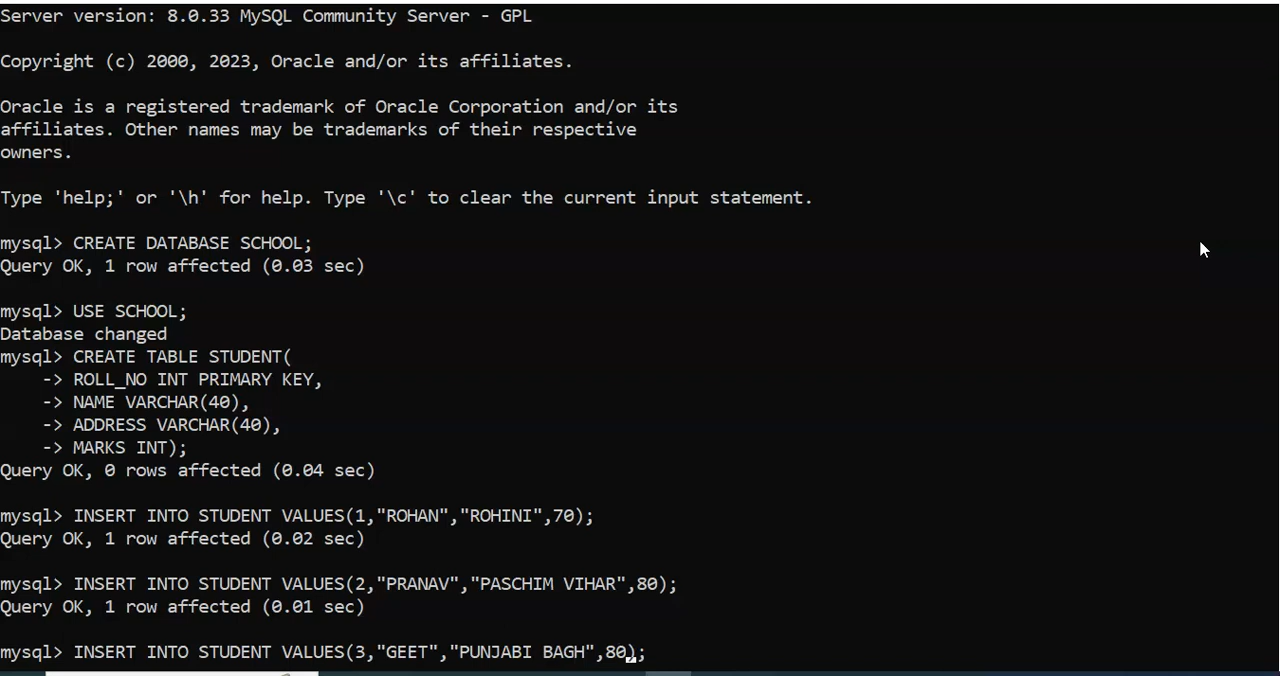 Server version: 8.0.33 MySQL Community Server - GPL
Copyright (c) 2000, 2023, Oracle and/or its affiliates.
Oracle is a registered trademark of Oracle Corporation and/or its
affiliates. Other names may be trademarks of their respective
owners.
Type 'help;' or '\h' for help. Type '\c' to clear the current input statement.
mysql> CREATE DATABASE SCHOOL;
Query OK, 1 row affected (0.03 sec)
mysql> USE SCHOOL;
Database changed
mysql> CREATE TABLE STUDENT(
    -> ROLL_NO INT PRIMARY KEY,
    -> NAME VARCHAR(40),
    -> ADDRESS VARCHAR(40),
    -> MARKS INT);
Query OK, 0 rows affected (0.04 sec)
mysql> INSERT INTO STUDENT VALUES(1,"ROHAN","ROHINI",70);
Query OK, 1 row affected (0.02 sec)
mysql> INSERT INTO STUDENT VALUES(2,"PRANAV","PASCHIM VIHAR",80);
Query OK, 1 row affected (0.01 sec)
mysql> INSERT INTO STUDENT VALUES(3,"GEET","PUNJABI BAGH",80);